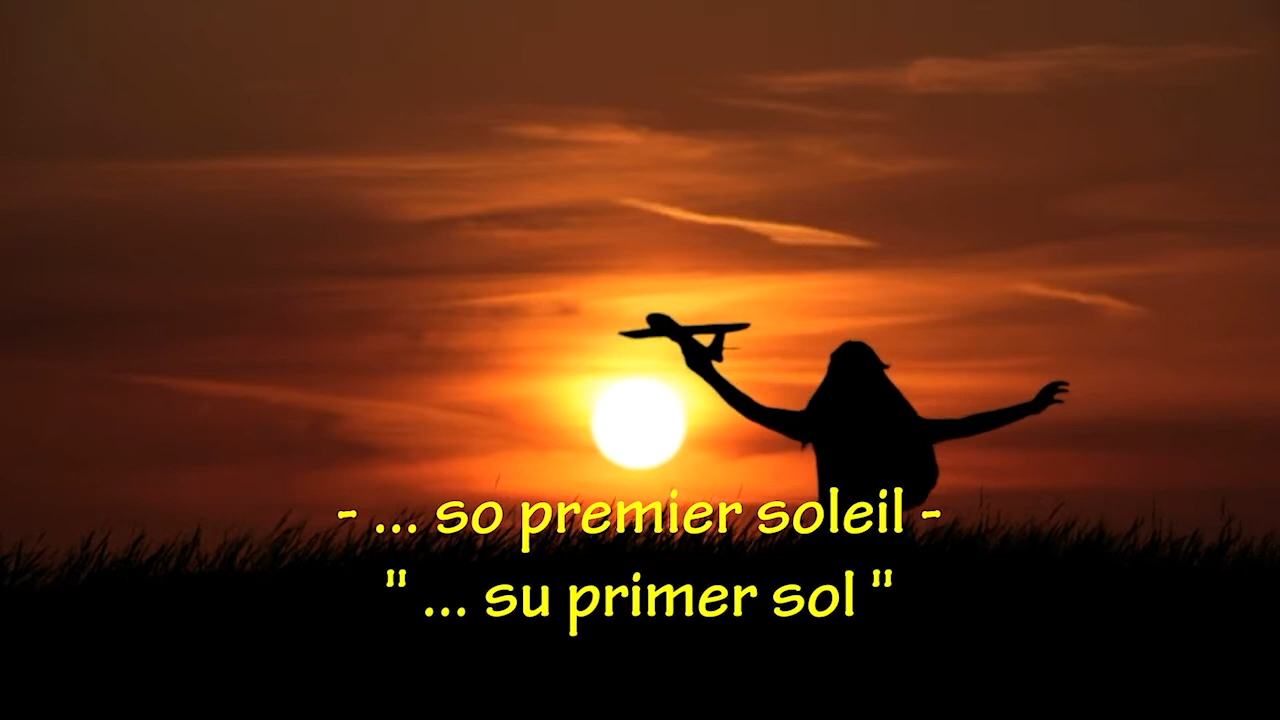 - ... so premier soleil -
" ... su primer sol "